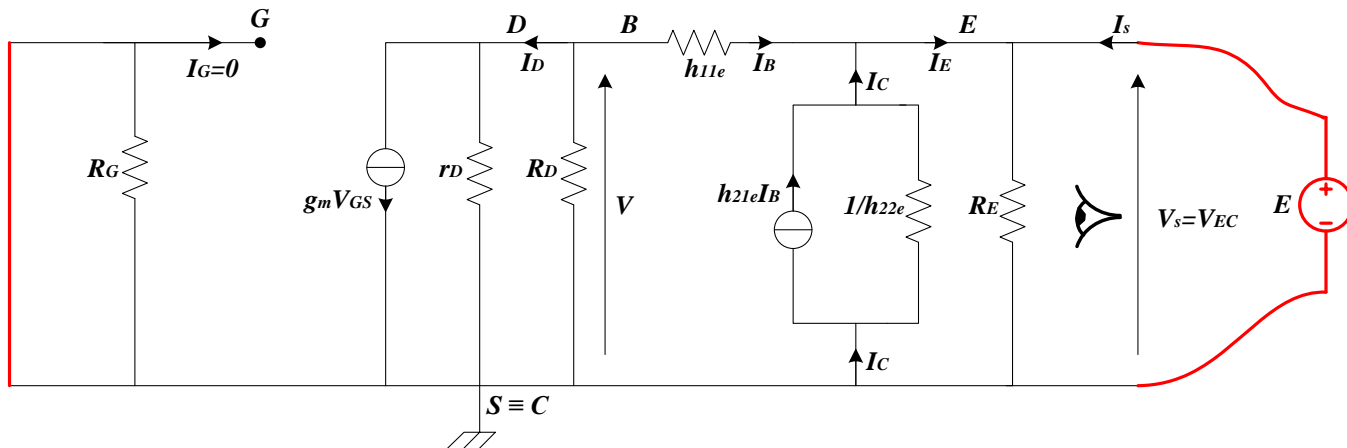 G
D
B
E
Is
IG=0
ID
h11e
IB
IE
IC
RG
gmVGS
rD
RD
V
h21eIB
1/h22e
RE
Vs=VEC
E
+
−
IC
S ≡ C